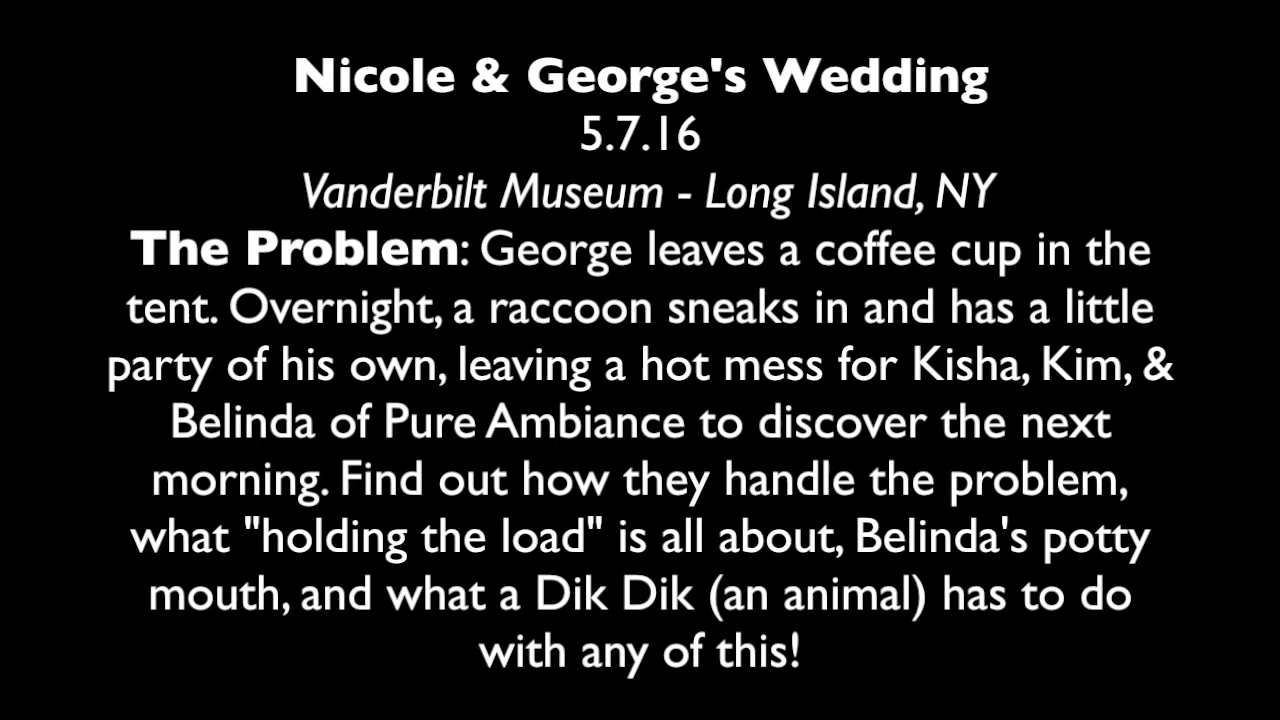 Nicole & George's Wedding
5.7.16
Vanderbilt Museum - Long Island, NY
The Problem: George leaves a coffee cup in the
tent. Overnight, a raccoon sneaks in and has a little
party of his own, leaving a hot mess for Kisha, Kim, &
Belinda of Pure Ambiance to discover the next
morning. Find out how they handle the problem,
what "holding the load" is all about, Belinda's potty
mouth, and what a Dik Dik (an animal) has to do
with any of this!